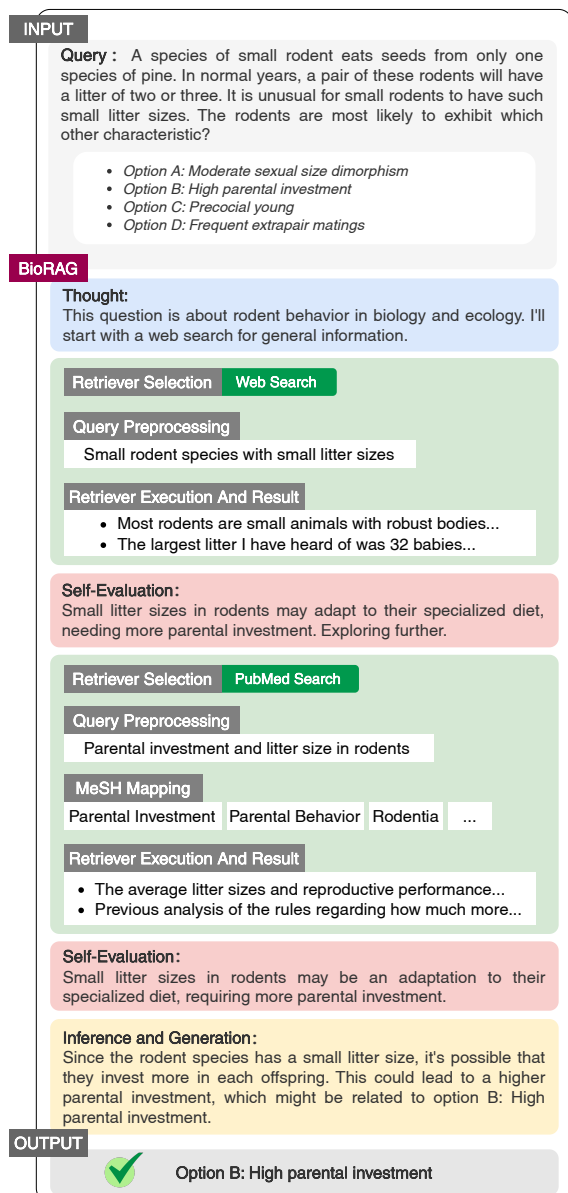 INPUT
Query : A species of small rodent eats seeds from only one
species of pine. In normal years, a pair of these rodents will have
a litter of two or three. It is unusual for small rodents to have such
small litter sizes. The rodents are most likely to exhibit which
other characteristic?
• Option A: Moderate sexual size dimorphism
• Option B: High parental investment
• Option C: Precocial young
• Option D: Frequent extrapair matings
BioRAG
Thought:
This question is about rodent behavior in biology and ecology. I'll
start with a web search for general information.
Retriever Selection Web Search
Query Preprocessing
Small rodent species with small litter sizes
Retriever Execution And Result
• Most rodents are small animals with robust bodies...
• The largest litter I have heard of was 32 babies...
Self-Evaluation:
Small litter sizes in rodents may adapt to their specialized diet,
needing more parental investment. Exploring further.
Retriever Selection PubMed Search
Query Preprocessing
Parental investment and litter size in rodents
MeSH Mapping
Parental Investment Parental Behavior Rodentia ...
Retriever Execution And Result
• The average litter sizes and reproductive performance...
• Previous analysis of the rules regarding how much more...
Self-Evaluation:
Small litter sizes in rodents may be an adaptation to their
specialized diet, requiring more parental investment.
Inference and Generation:
Since the rodent species has a small litter size, it's possible that
they invest more in each offspring. This could lead to a higher
parental investment, which might be related to option B: High
parental investment.
OUTPUT
Option B: High parental investment